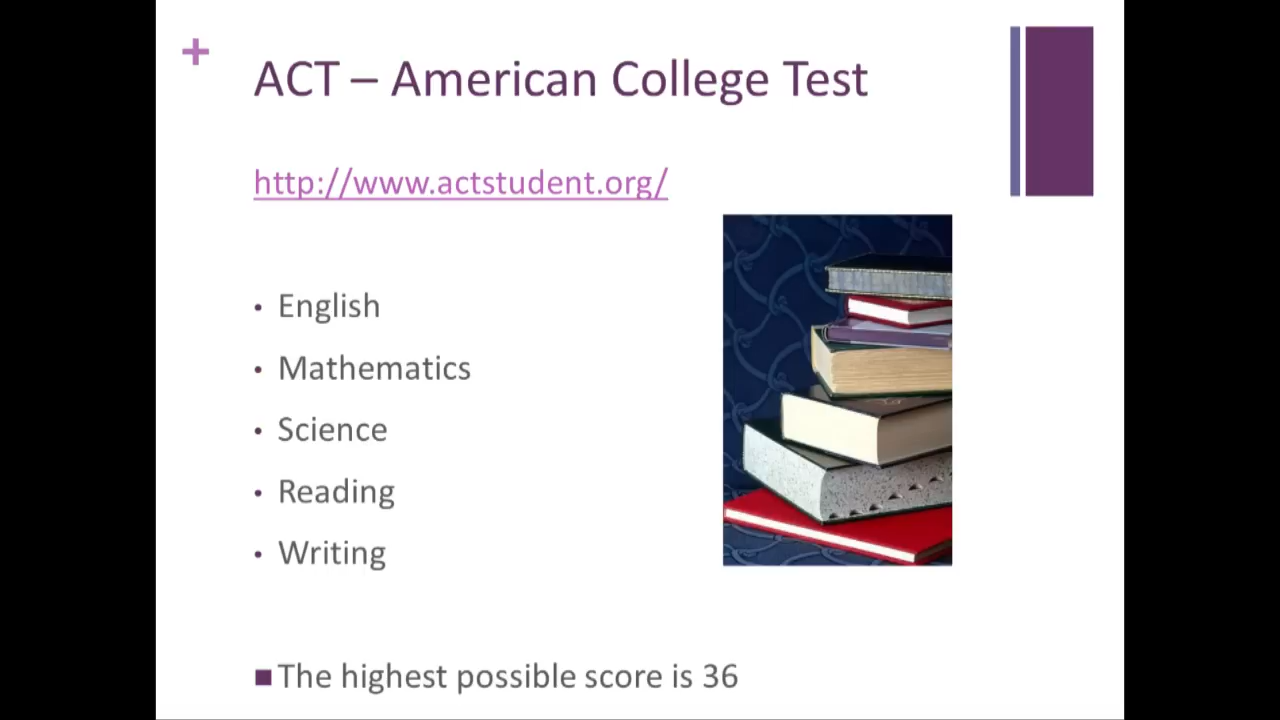 +
ACT – American College Test
http://www.actstudent.org/
• English
• Mathematics
• Science
• Reading
• Writing
■ The highest possible score is 36